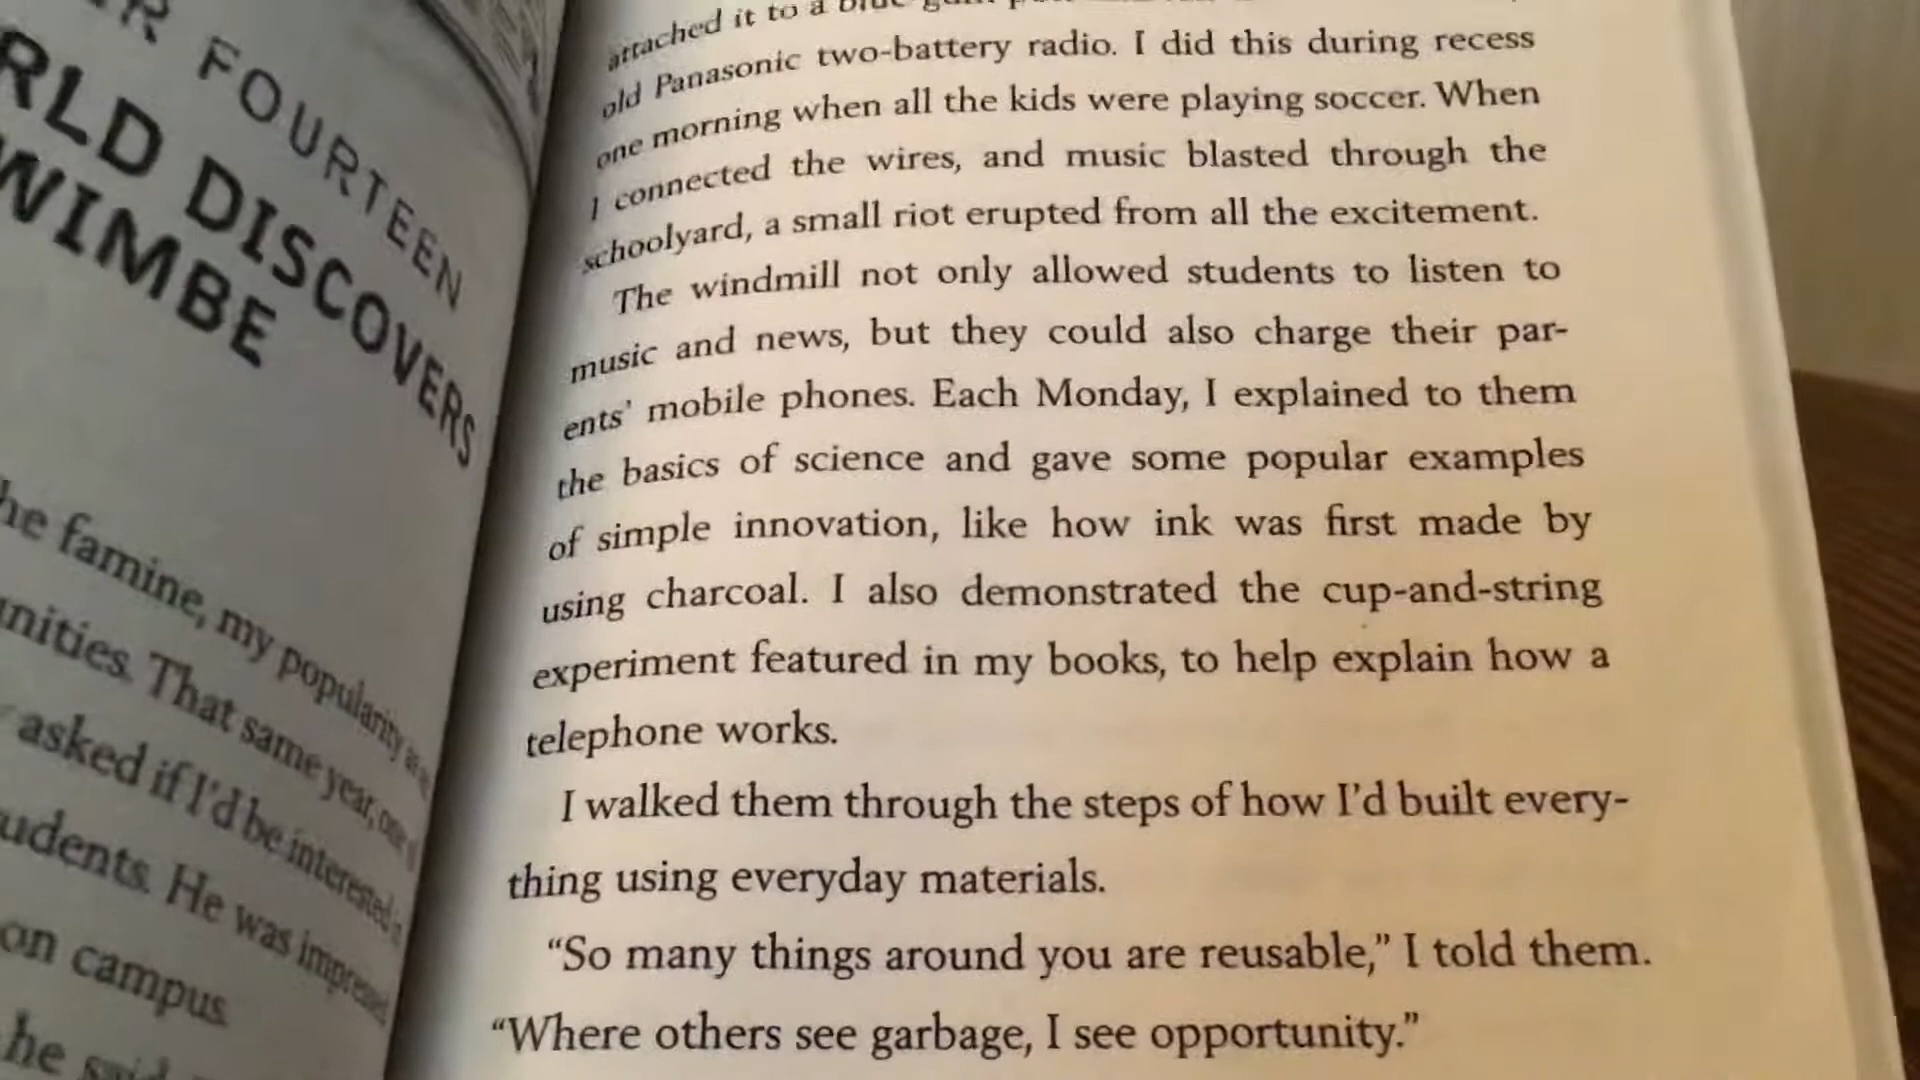 FOURTEEN
DISCOVERS
WIMBE
famine, my popularity
That same year, one
asked if I'd be interested
He was impressed
on campus
he said
attached it to a
old Panasonic two-battery radio. I did this during recess
one morning when all the kids were playing soccer. When
I connected the wires, and music blasted through the
schoolyard, a small riot erupted from all the excitement.
The windmill not only allowed students to listen to
music and news, but they could also charge their par-
ents' mobile phones. Each Monday, I explained to them
the basics of science and gave some popular examples
of simple innovation, like how ink was first made by
using charcoal. I also demonstrated the cup-and-string
experiment featured in my books, to help explain how a
telephone works.
I walked them through the steps of how I'd built every-
thing using everyday materials.
“So many things around you are reusable,” I told them.
“Where others see garbage, I see opportunity.”